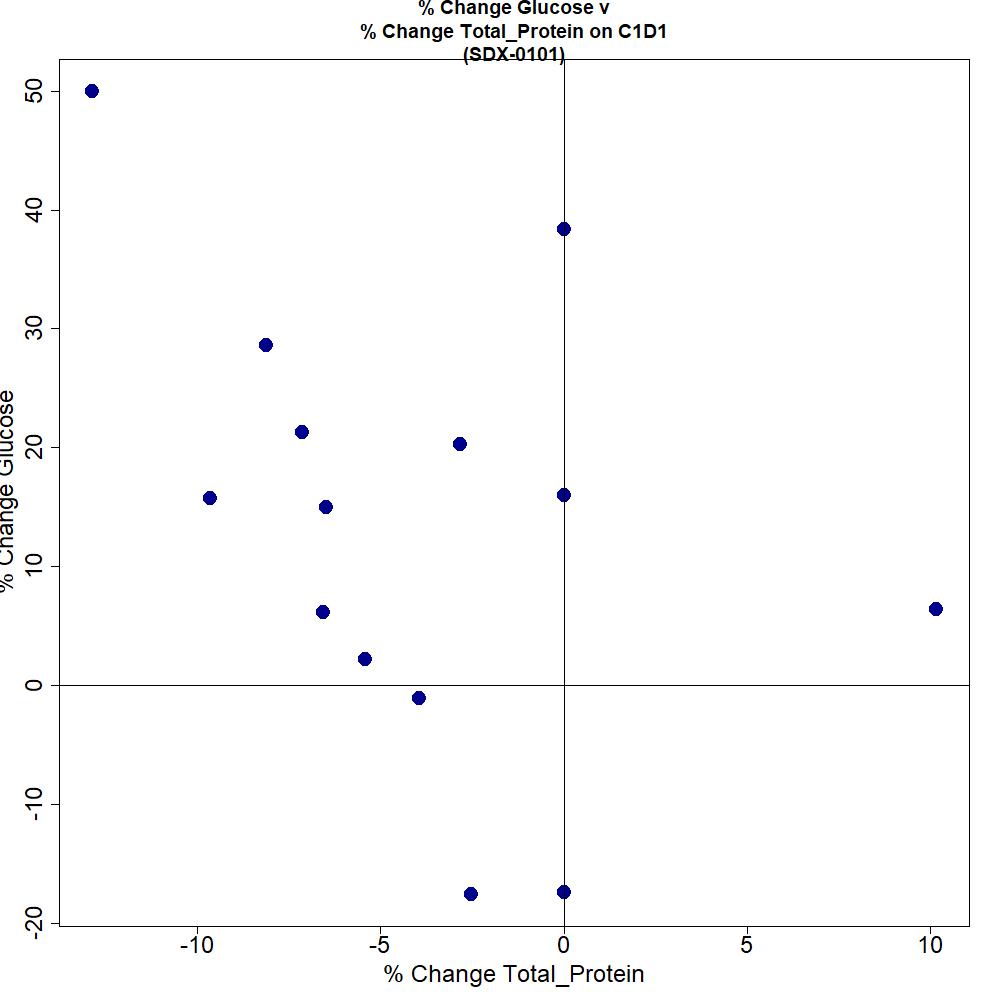 % Change Glucose v
% Change Total_Protein on C1D1
(SDX-0101)
% Change Glucose
50
40
30
20
10
0
-10
-20
-10
-5
0
5
10
% Change Total_Protein